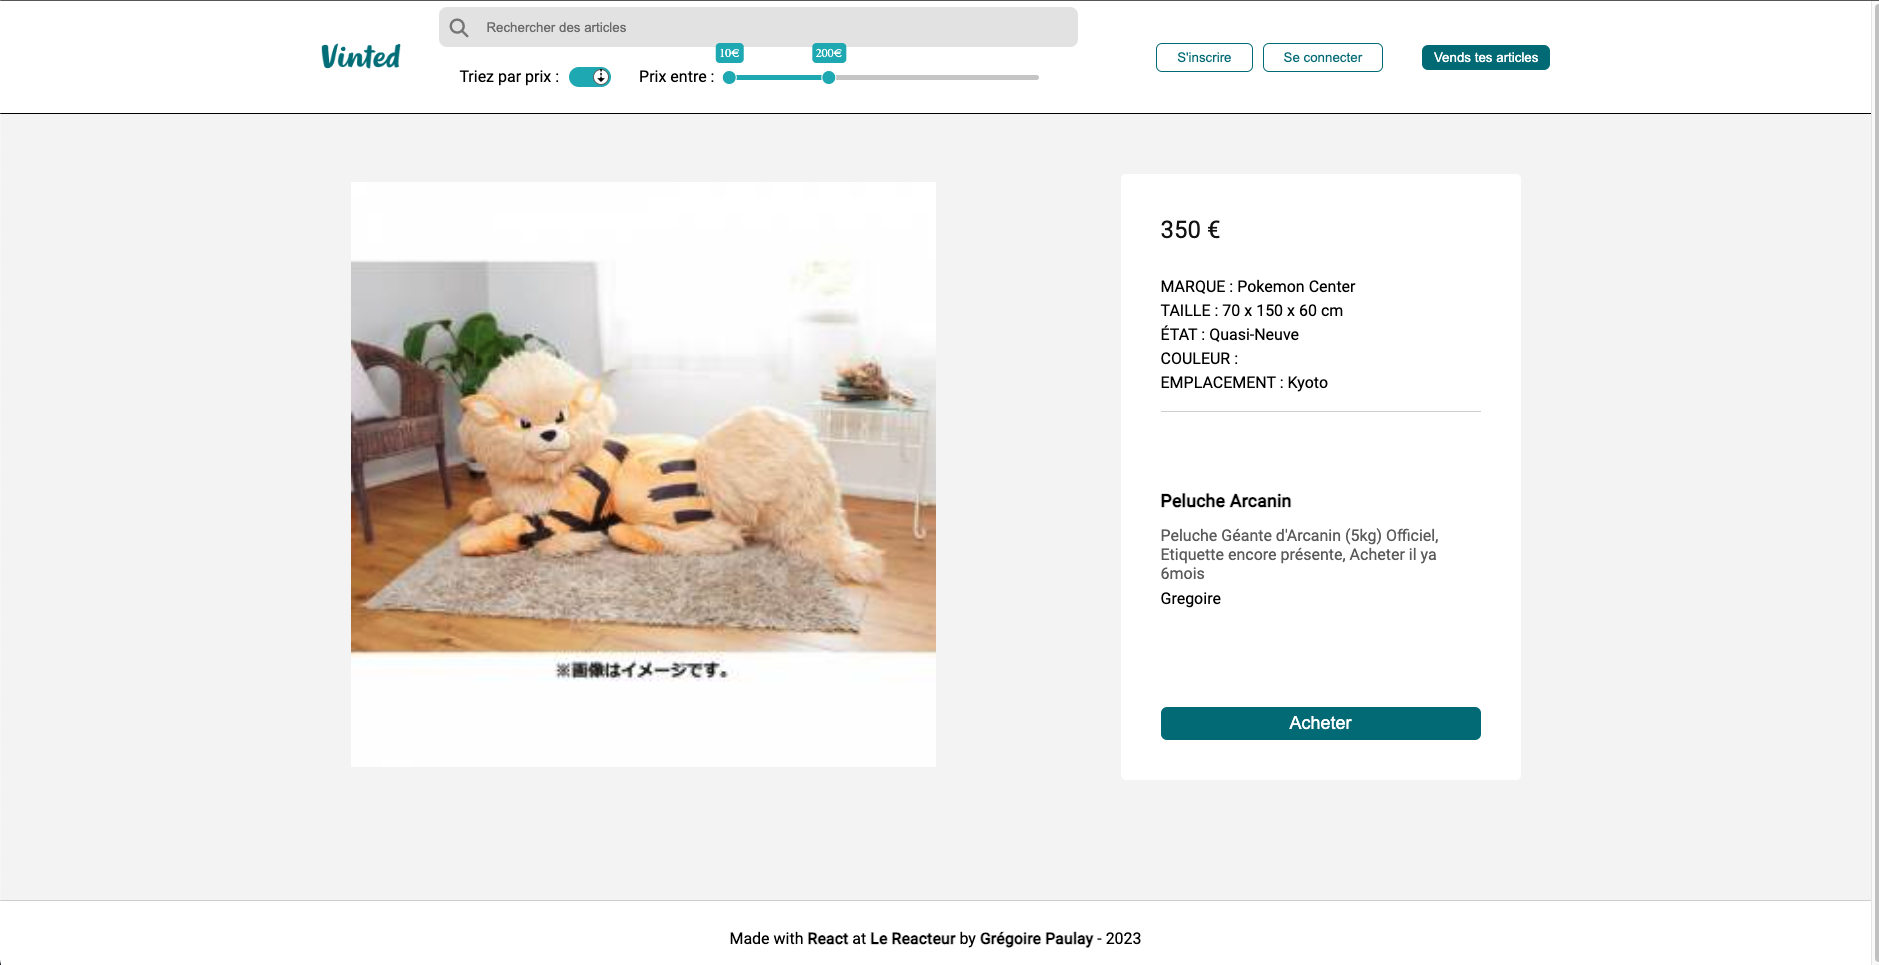 Vinted
Rechercher des articles
10€
200€
Triez par prix :
Prix entre :
S'inscrire
Se connecter
Vends tes articles
※画像はイメージです。
350 €
MARQUE : Pokemon Center
TAILLE : 70 x 150 x 60 cm
ÉTAT : Quasi-Neuve
COULEUR :
EMPLACEMENT : Kyoto
Peluche Arcanin
Peluche Géante d'Arcanin (5kg) Officiel,
Etiquette encore présente, Acheter il ya
6mois
Gregoire
Acheter
Made with React at Le Reacteur by Grégoire Paulay - 2023